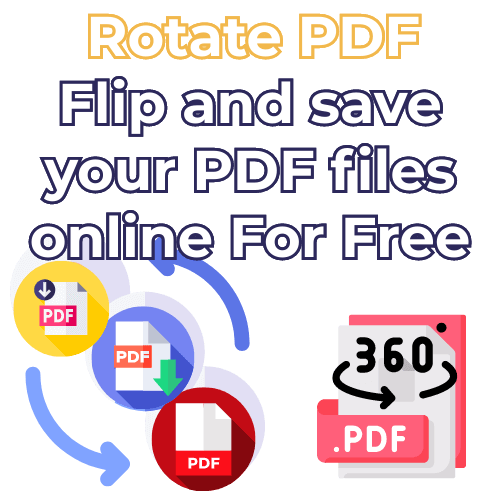 Rotate PDF
Flip and save
your PDF files
online For Free
PDF
PDF
PDF
360
.PDF